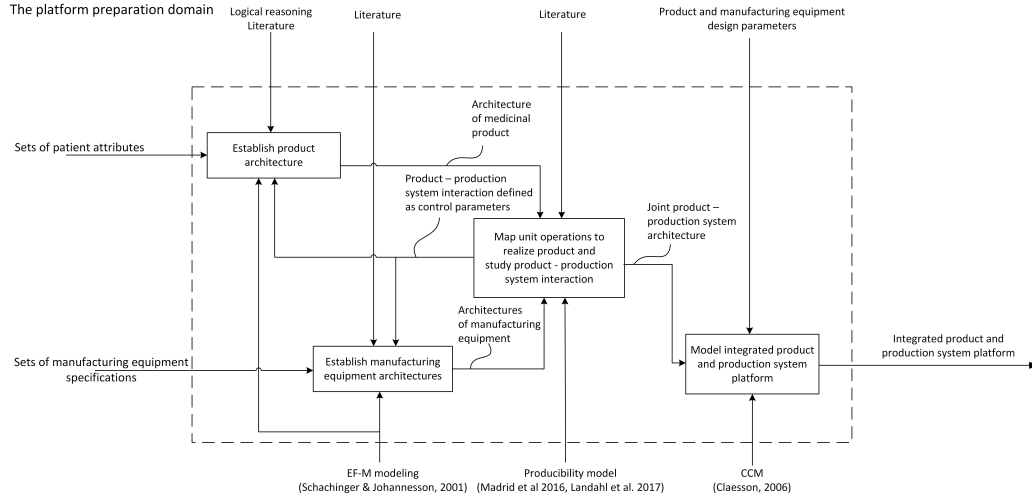 The platform preparation domain
Logical reasoning
Literature
Literature
Literature
Product and manufacturing equipment
design parameters
Sets of patient attributes
Establish product
architecture
Architecture
of medicinal
product
Product – production
system interaction defined
as control parameters
Map unit operations to
realize product and
study product - production
system interaction
Joint product –
production system
architecture
Architectures
of manufacturing
equipment
Sets of manufacturing equipment
specifications
Establish manufacturing
equipment architectures
Model integrated product
and production system
platform
Integrated product and
production system platform
EF-M modeling
(Schachinger & Johannesson, 2001)
Producibility model
(Madrid et al 2016, Landahl et al. 2017)
CCM
(Claesson, 2006)